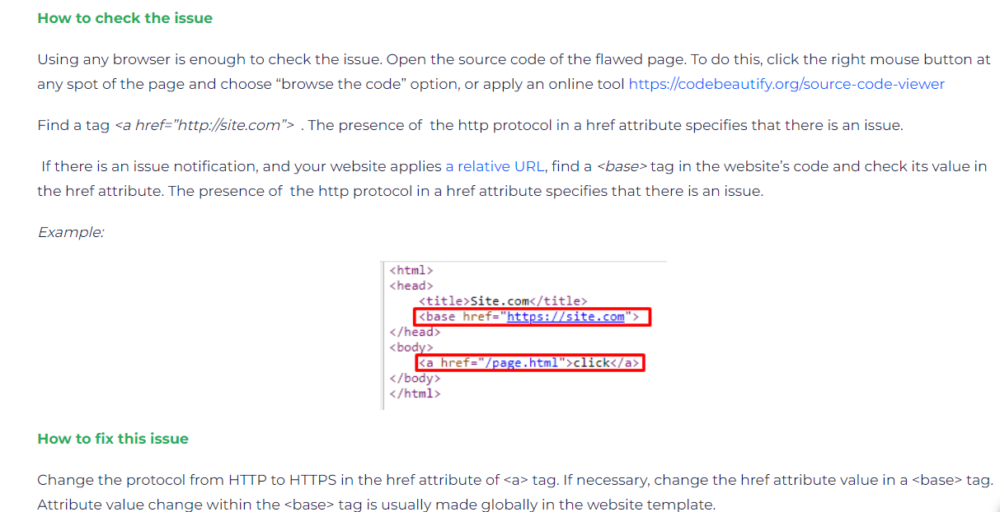 How to check the issue
Using any browser is enough to check the issue. Open the source code of the flawed page. To do this, click the right mouse button at
any spot of the page and choose “browse the code” option, or apply an online tool https://codebeautify.org/source-code-viewer
Find a tag <a href=”http://site.com”> . The presence of the http protocol in a href attribute specifies that there is an issue.
If there is an issue notification, and your website applies a relative URL, find a <base> tag in the website’s code and check its value in
the href attribute. The presence of the http protocol in a href attribute specifies that there is an issue.
Example:
<html>
<head>
<title>Site.com</title>
<base href="https://site.com">
</head>
<body>
<a href="/page.html">click</a>
</body>
</html>
How to fix this issue
Change the protocol from HTTP to HTTPS in the href attribute of <a> tag. If necessary, change the href attribute value in a <base> tag.
Attribute value change within the <base> tag is usually made globally in the website template.